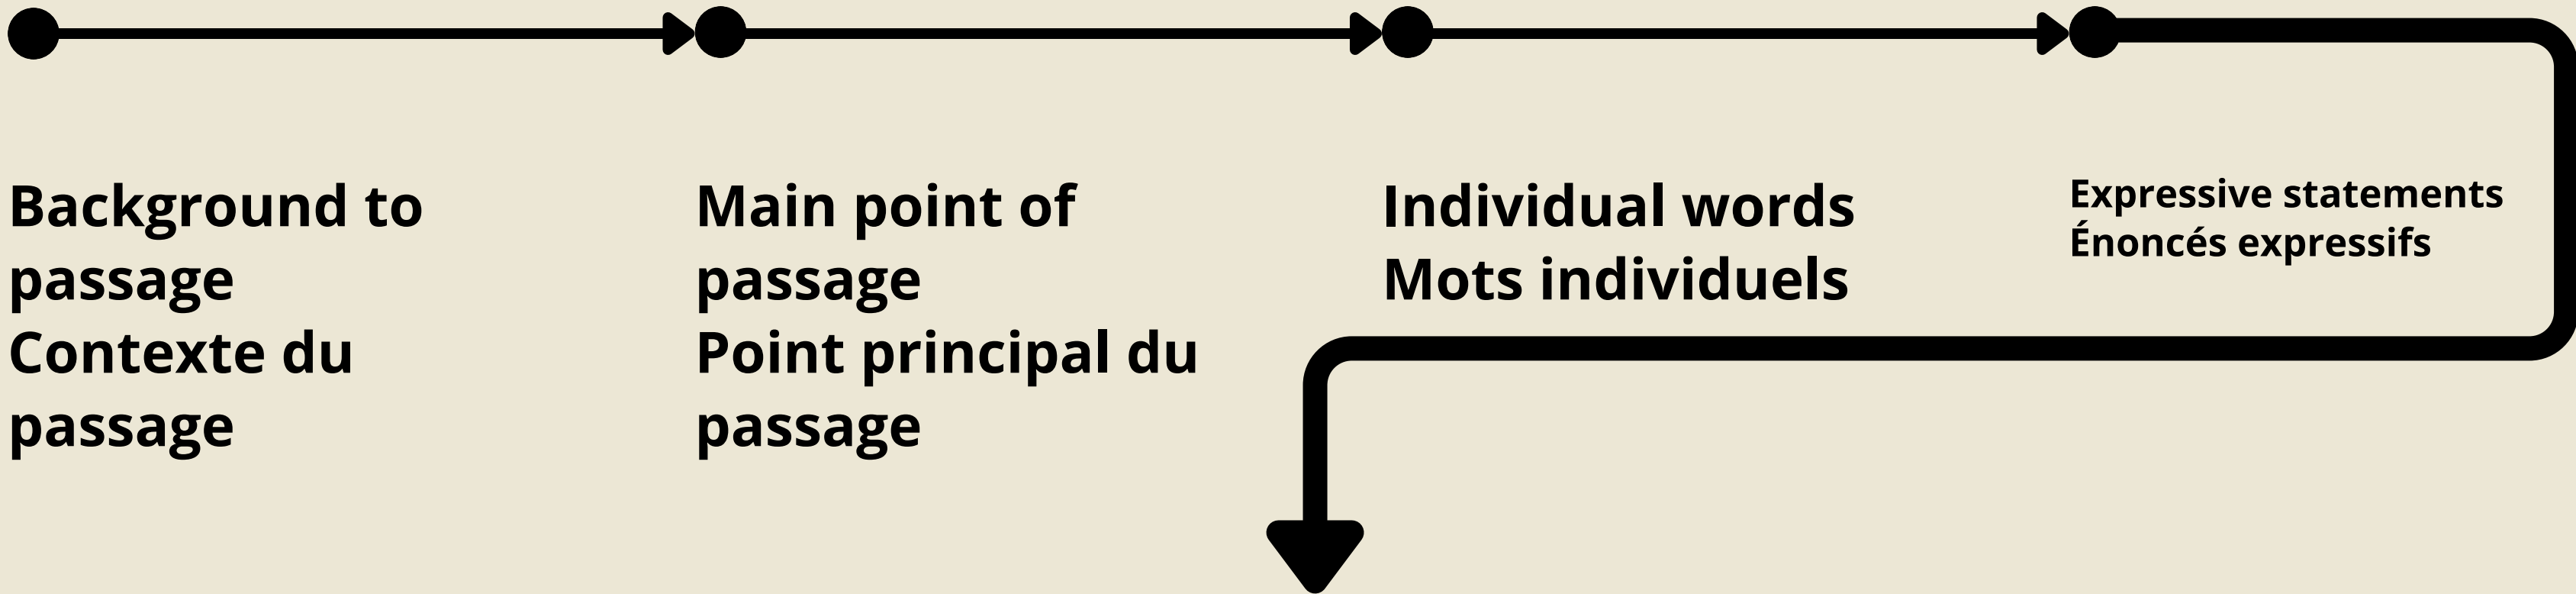 Background to
passage
Contexte du
passage
Main point of
passage
Point principal du
passage
Individual words
Mots individuels
Expressive statements
Énoncés expressifs